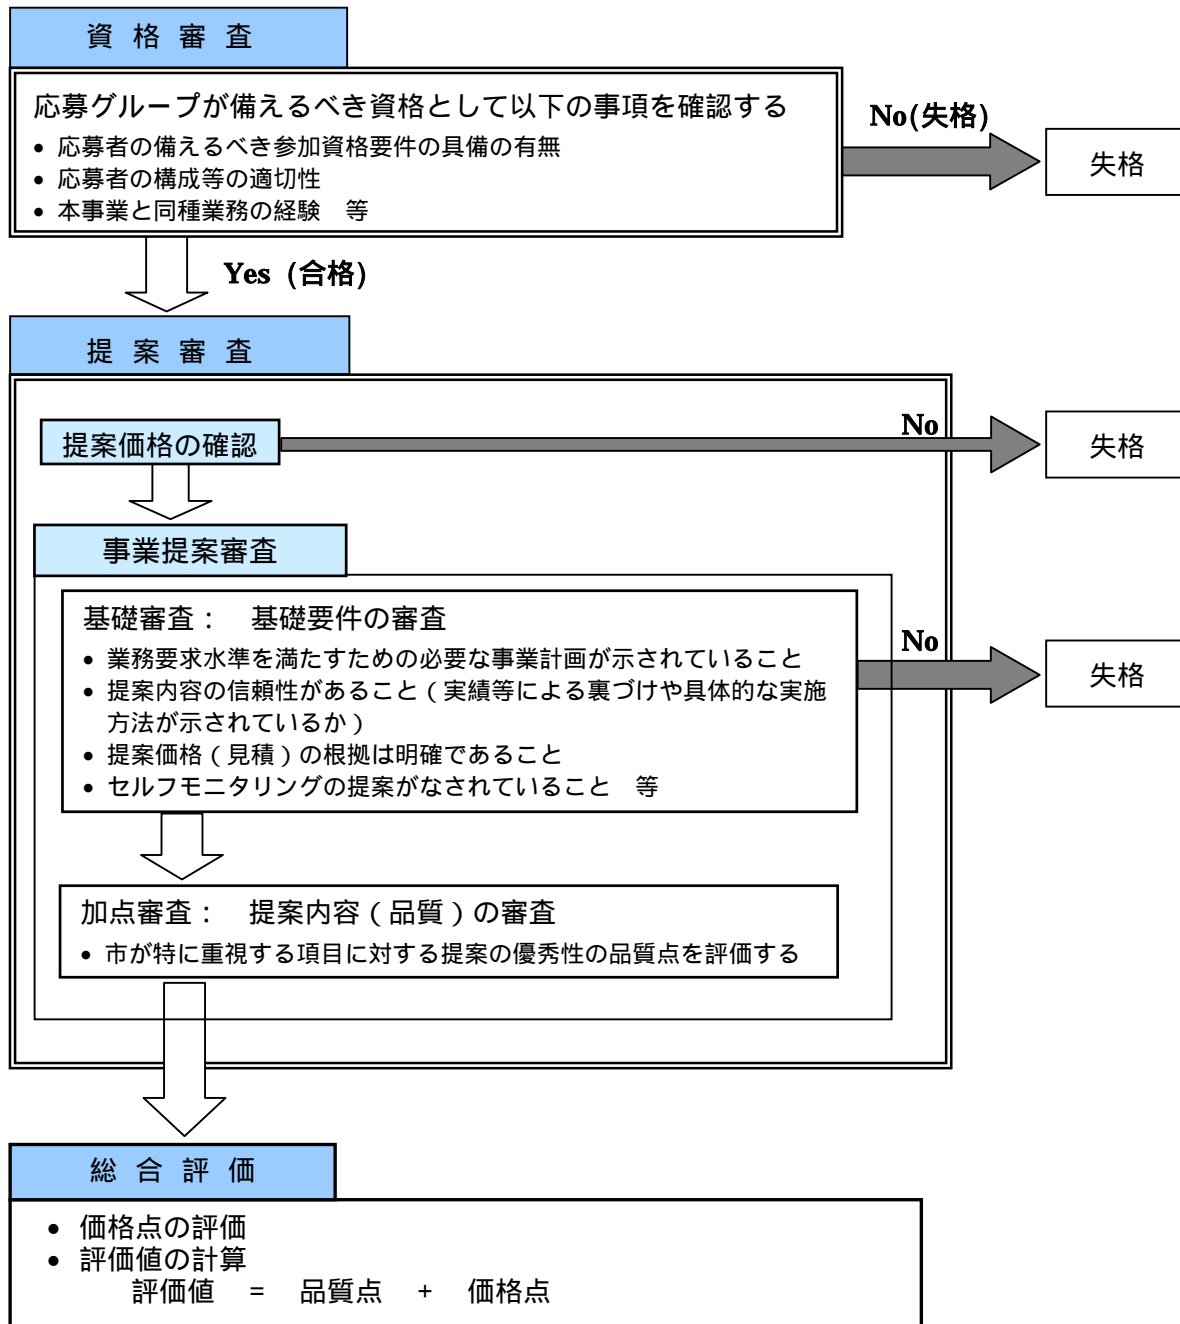 資 格 審 査
応募グループが備えるべき資格として以下の事項を確認する
• 応募者の備えるべき参加資格要件の具備の有無
• 応募者の構成等の適切性
• 本事業と同種業務の経験　等
No(失格)
失格
Yes (合格)
提 案 審 査
提案価格の確認
No
失格
事業提案審査
基礎審査：　基礎要件の審査
• 業務要求水準を満たすための必要な事業計画が示されていること
• 提案内容の信頼性があること（実績等による裏づけや具体的な実施
方法が示されているか）
• 提案価格（見積）の根拠は明確であること
• セルフモニタリングの提案がなされていること　等
No
失格
加点審査：　提案内容（品質）の審査
• 市が特に重視する項目に対する提案の優秀性の品質点を評価する
総 合 評 価
• 価格点の評価
• 評価値の計算
評価値　=　品質点　+　価格点